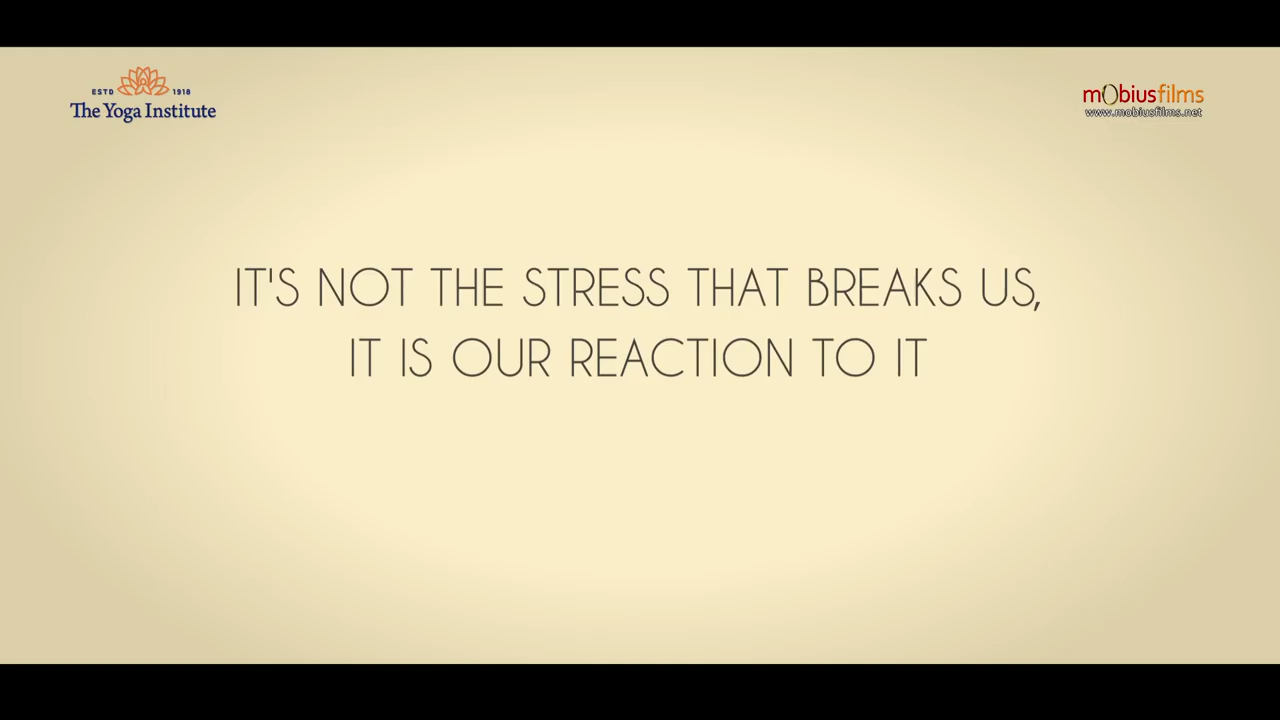 ESTD 1918
The Yoga Institute
mobiusfilms
www.mobiusfilms.net
IT'S NOT THE STRESS THAT BREAKS US,
IT IS OUR REACTION TO IT